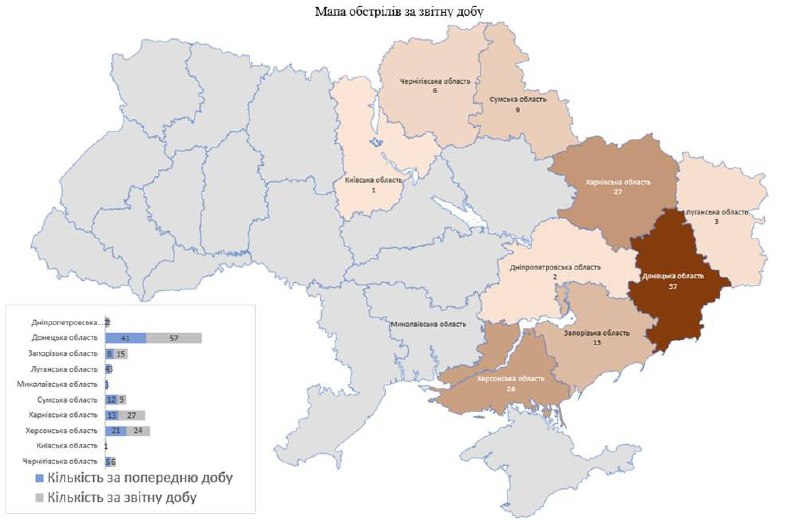 Мапа обстрілів за звітну добу
Чернігівська область
6
Сумська область
9
Київська область
1
Харківська область
27
Луганська область
3
Дніпропетровська область
2
Донецька область
57
Миколаївська область
Запорізька область
15
Херсонська область
24
Дніпропетровська...
Донецька область 41 57
Запорізька область 8 15
Луганська область 4 3
Миколаївська область
Сумська область 12 9
Харківська область 13 27
Херсонська область 21 24
Київська область 1
Чернігівська область 5 6
Кількість за попередню добу
Кількість за звітну добу